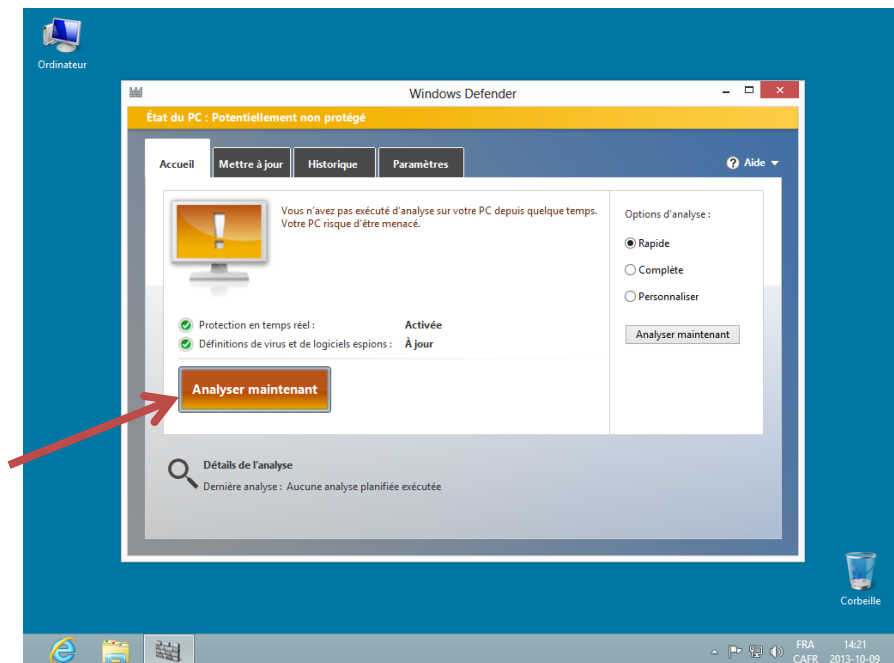 Ordinateur
Windows Defender
État du PC : Potentiellement non protégé
Accueil
Mettre à jour
Historique
Paramètres
? Aide
Vous n'avez pas exécuté d'analyse sur votre PC depuis quelque temps.
Votre PC risque d'être menacé.
Options d'analyse :
Rapide
Complète
Personnaliser
Analyser maintenant
Protection en temps réel : Activée
Définitions de virus et de logiciels espions : À jour
Analyser maintenant
Détails de l'analyse
Dernière analyse : Aucune analyse planifiée exécutée
Corbeille
FRA 14:21
CAFR 2013-10-09